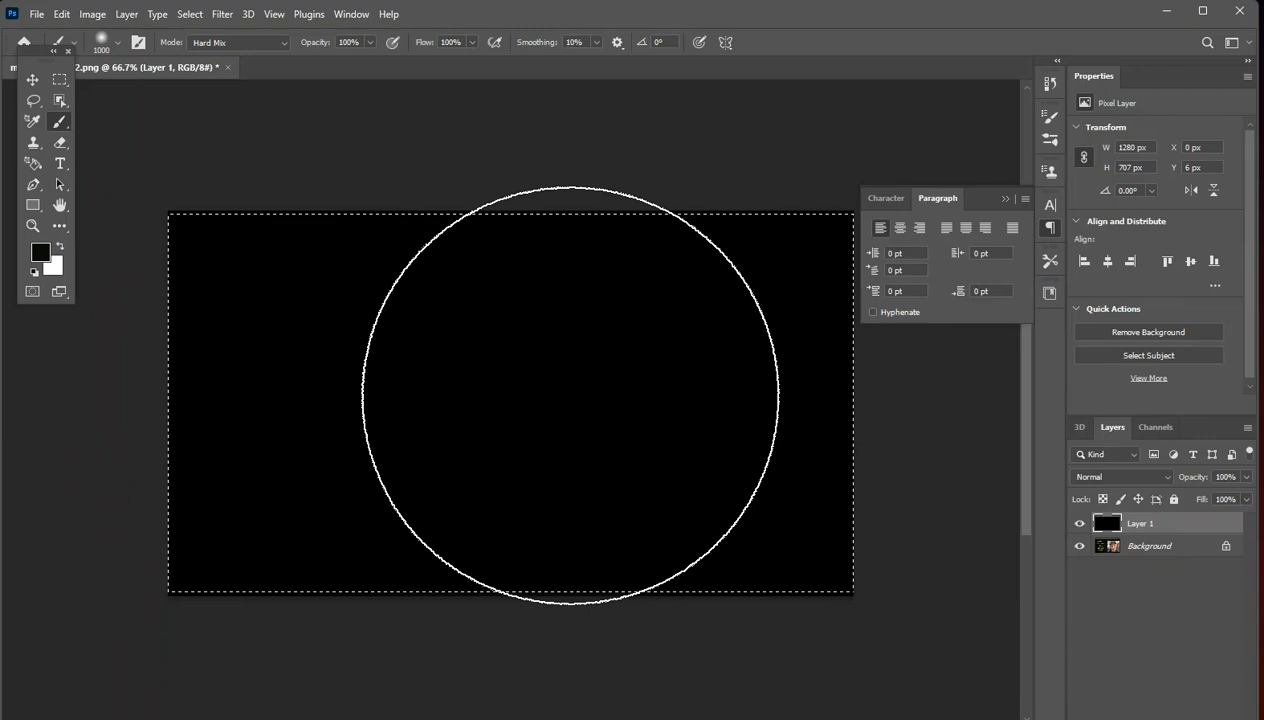 Ps File Edit Image Layer Type Select Filter 3D View Plugins Window Help
1000 Mode: Hard Mix Opacity: 100% Flow: 100% Smoothing: 10% 0°
2.png @ 66.7% (Layer 1, RGB/8#) *
Properties
Pixel Layer
Transform
W 1280 px X 0 px
H 707 px Y 6 px
0.00°
Character Paragraph
0 pt 0 pt
0 pt
0 pt 0 pt
Hyphenate
Align and Distribute
Align:
Quick Actions
Remove Background
Select Subject
View More
3D Layers Channels
Kind
Normal Opacity: 100%
Lock: Fill: 100%
Layer 1
Background